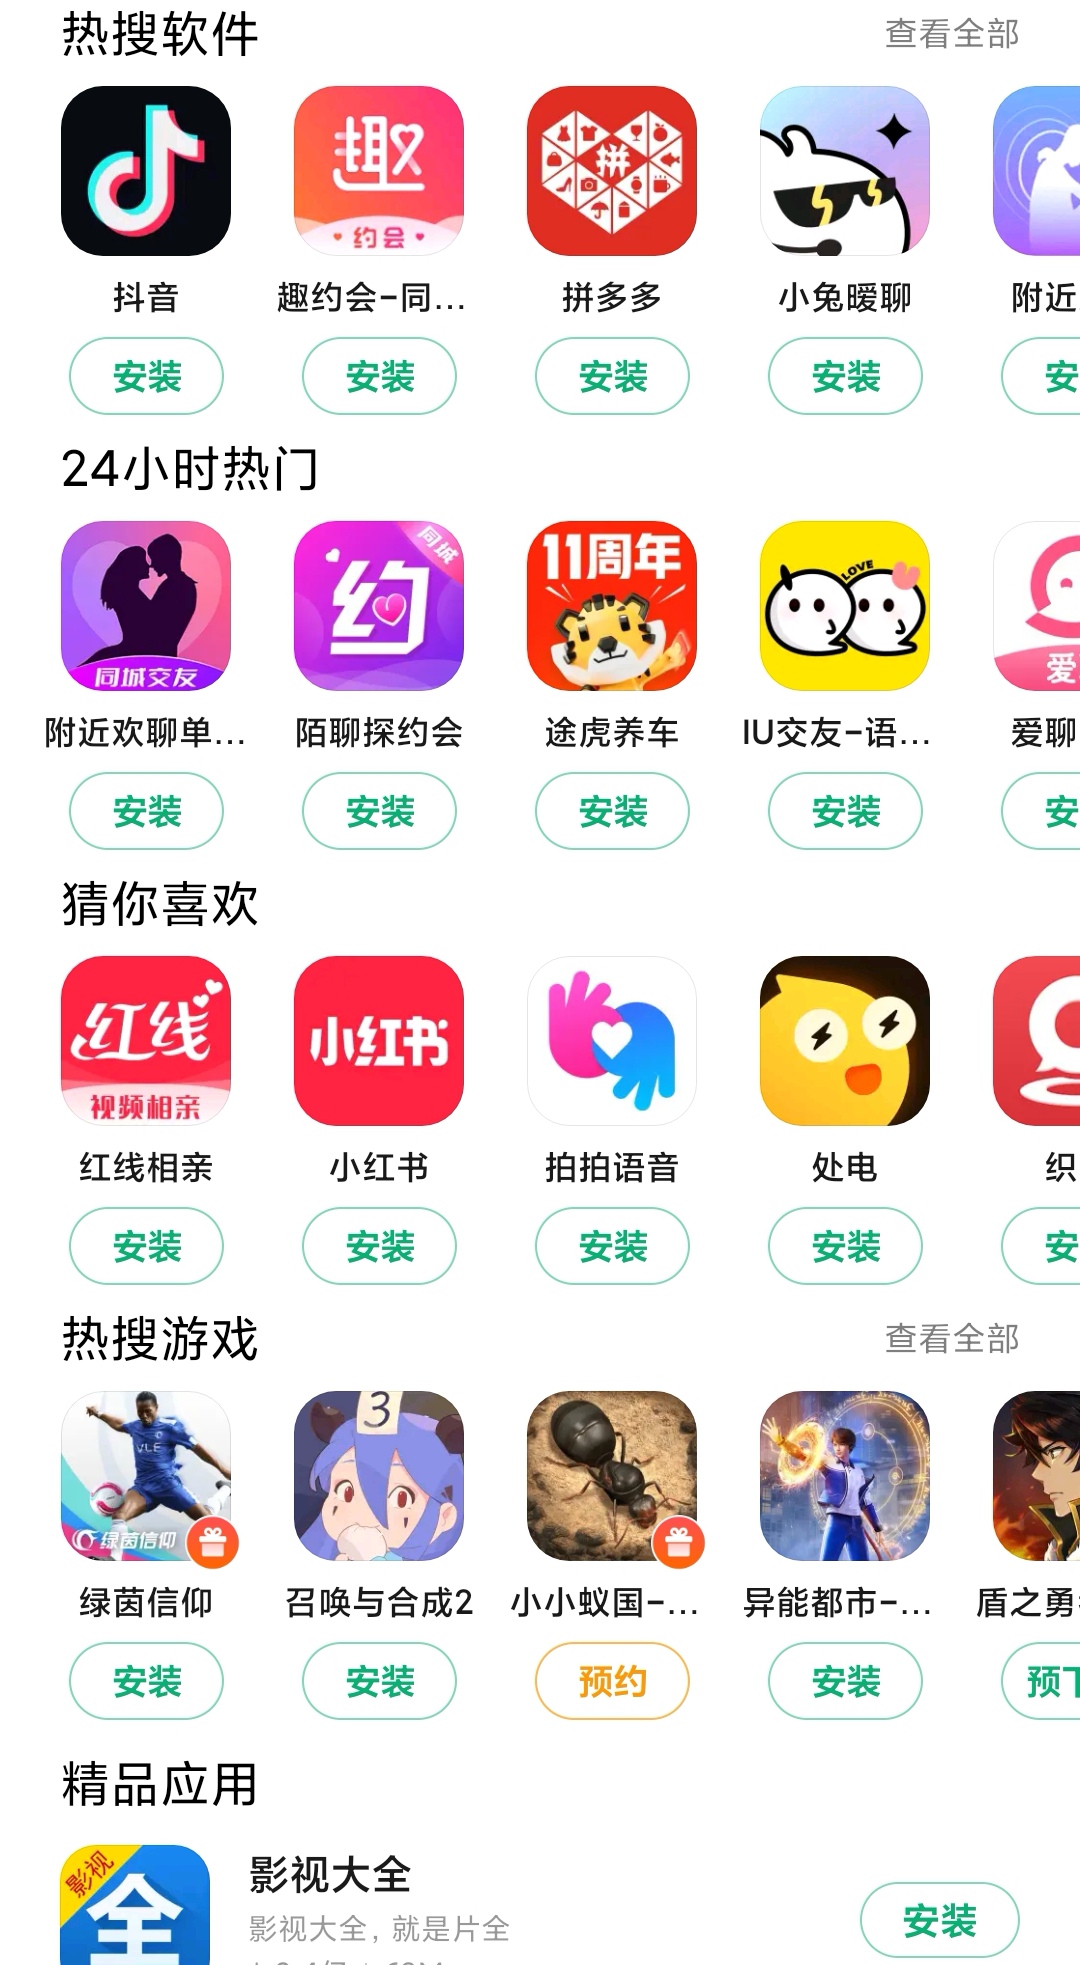 热搜软件 查看全部
拼
趣
约会
抖音 趣约会-同... 拼多多 小兔暧聊 附近
安装 安装 安装 安装 安
24小时热门
同城
11周年
约
LOVE
同城交友
爱
附近欢聊单... 陌聊探约会 途虎养车 IU交友-语... 爱聊
安装 安装 安装 安装 安
猜你喜欢
红线
小红书
视频相亲
红线相亲 小红书 拍拍语音 处电 织
安装 安装 安装 安装 安
热搜游戏 查看全部
3
VLE
绿茵信仰
绿茵信仰 召唤与合成2 小小蚁国-... 异能都市-... 盾之勇
安装 安装 预约 安装 预下
精品应用
影视
全
影视大全
影视大全，就是片全
安装